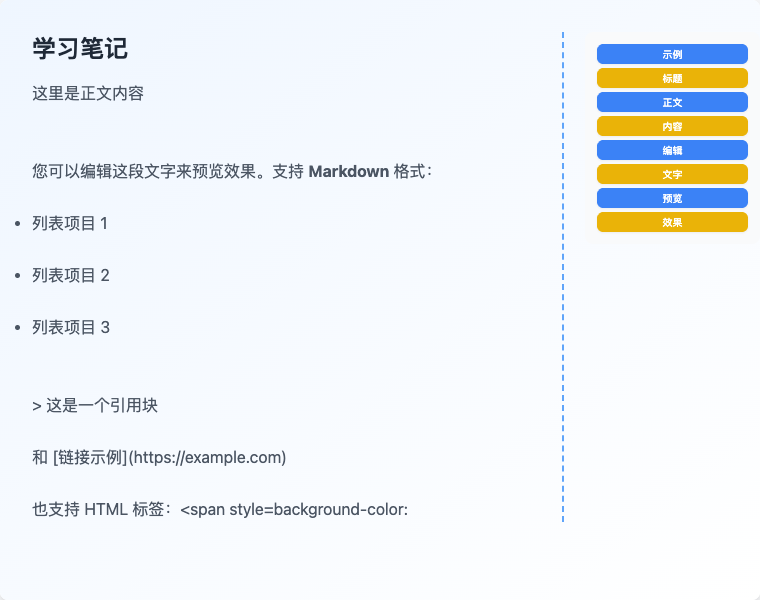 学习笔记
这里是正文内容
您可以编辑这段文字来预览效果。支持 Markdown 格式：
• 列表项目 1
• 列表项目 2
• 列表项目 3
> 这是一个引用块
和 [链接示例](https://example.com)
也支持 HTML 标签：<span style=background-color:
示例
标题
正文
内容
编辑
文字
预览
效果